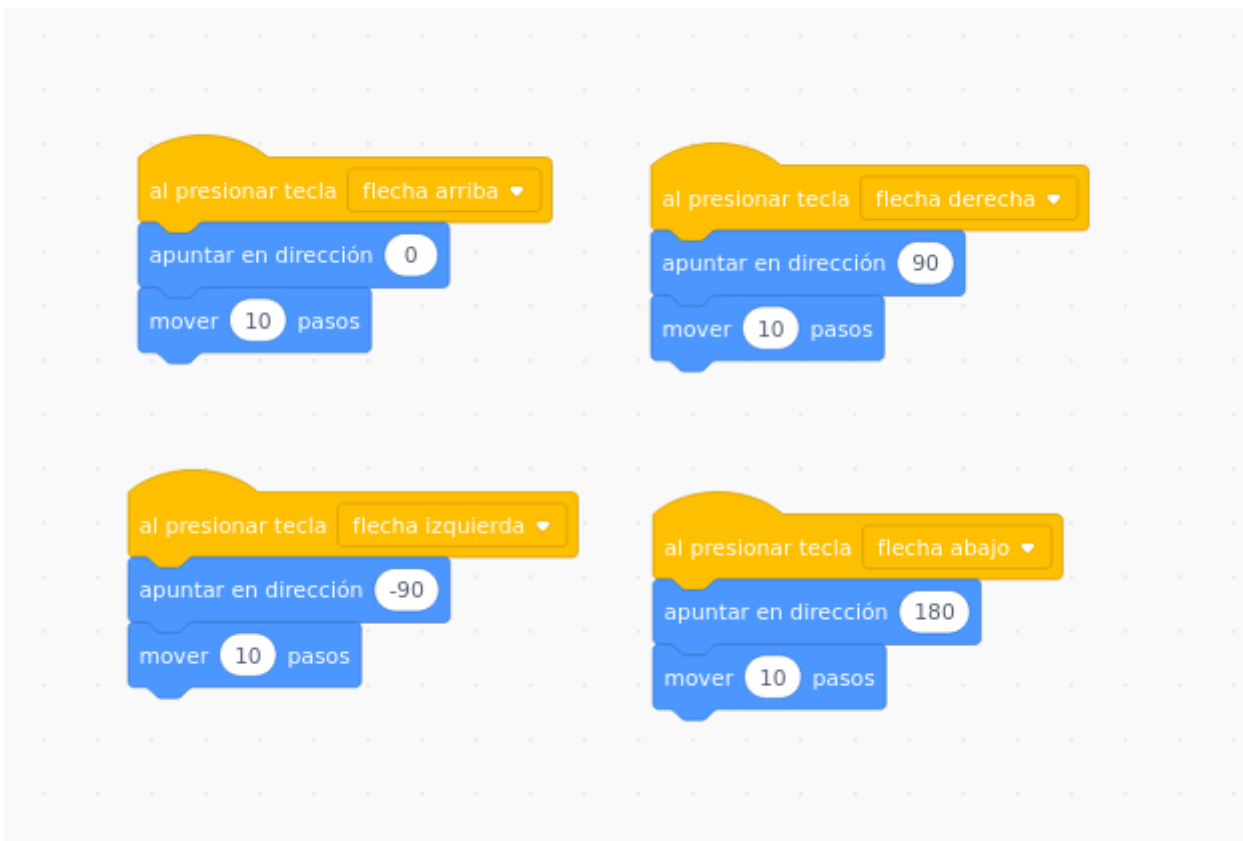 al presionar tecla flecha arriba
apuntar en dirección 0
mover 10 pasos
al presionar tecla flecha derecha
apuntar en dirección 90
mover 10 pasos
al presionar tecla flecha izquierda
apuntar en dirección -90
mover 10 pasos
al presionar tecla flecha abajo
apuntar en dirección 180
mover 10 pasos